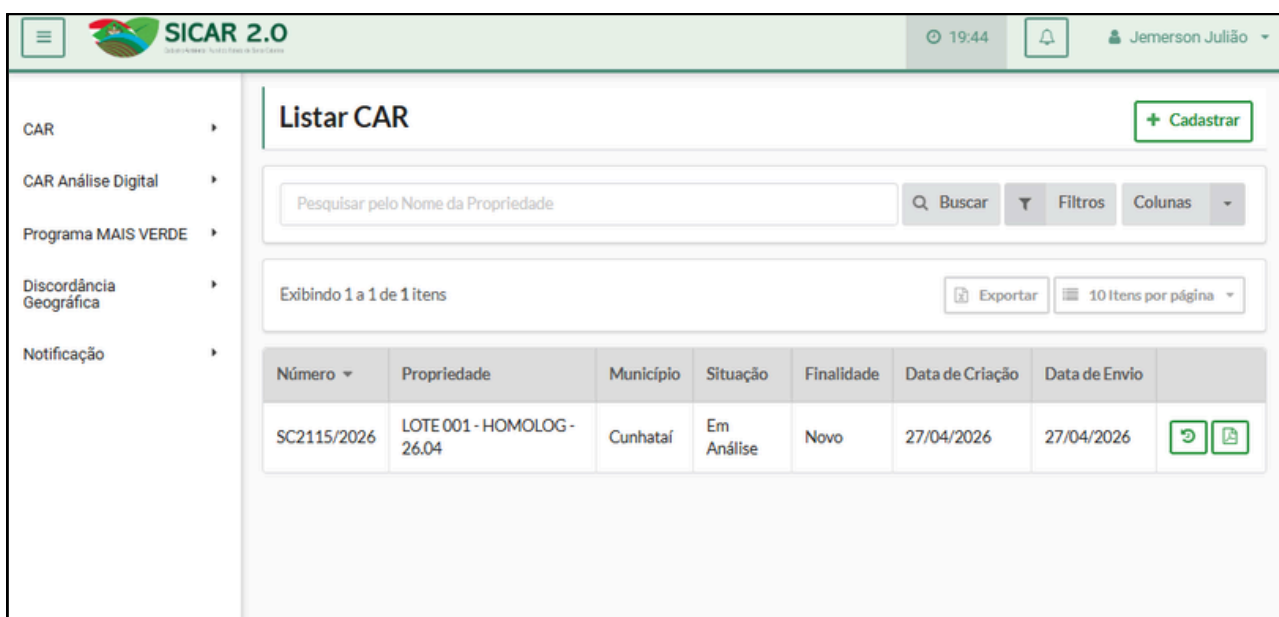 SICAR 2.0
19:44
Jemerson Julião
CAR
CAR Análise Digital
Programa MAIS VERDE
Discordância
Geográfica
Notificação
Listar CAR
+ Cadastrar
Pesquisar pelo Nome da Propriedade
Buscar
Filtros
Colunas
Exibindo 1 a 1 de 1 itens
Exportar
10 Itens por página
Número Propriedade Município Situação Finalidade Data de Criação Data de Envio
SC2115/2026 LOTE 001 - HOMOLOG - Cunhataí Em Novo 27/04/2026 27/04/2026
26.04 Análise